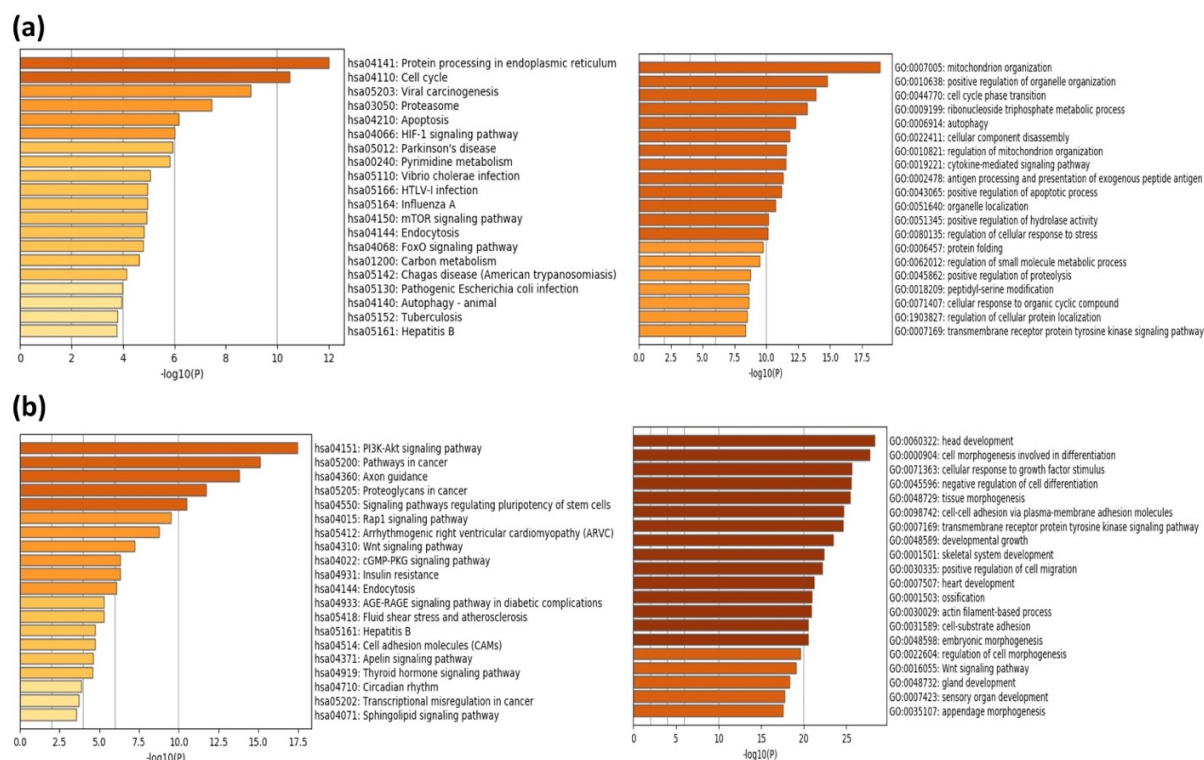 (a)
hsa04141: Protein processing in endoplasmic reticulum
hsa04110: Cell cycle
hsa05203: Viral carcinogenesis
hsa03050: Proteasome
hsa04210: Apoptosis
hsa04066: HIF-1 signaling pathway
hsa05012: Parkinson's disease
hsa00240: Pyrimidine metabolism
hsa05110: Vibrio cholerae infection
hsa05166: HTLV-I infection
hsa05164: Influenza A
hsa04150: mTOR signaling pathway
hsa04144: Endocytosis
hsa04068: FoxO signaling pathway
hsa01200: Carbon metabolism
hsa05142: Chagas disease (American trypanosomiasis)
hsa05130: Pathogenic Escherichia coli infection
hsa04140: Autophagy - animal
hsa05152: Tuberculosis
hsa05161: Hepatitis B
0 2 4 6 8 10 12
-log10(P)
GO:0007005: mitochondrion organization
GO:0010638: positive regulation of organelle organization
GO:0044770: cell cycle phase transition
GO:0009199: ribonucleoside triphosphate metabolic process
GO:0006914: autophagy
GO:0022411: cellular component disassembly
GO:0010821: regulation of mitochondrion organization
GO:0019221: cytokine-mediated signaling pathway
GO:0002478: antigen processing and presentation of exogenous peptide antigen
GO:0043065: positive regulation of apoptotic process
GO:0051640: organelle localization
GO:0051345: positive regulation of hydrolase activity
GO:0080135: regulation of cellular response to stress
GO:0006457: protein folding
GO:0062012: regulation of small molecule metabolic process
GO:0045862: positive regulation of proteolysis
GO:0018209: peptidyl-serine modification
GO:0071407: cellular response to organic cyclic compound
GO:1903827: regulation of cellular protein localization
GO:0007169: transmembrane receptor protein tyrosine kinase signaling pathway
0.0 2.5 5.0 7.5 10.0 12.5 15.0 17.5
-log10(P)
(b)
hsa04151: PI3K-Akt signaling pathway
hsa05200: Pathways in cancer
hsa04360: Axon guidance
hsa05205: Proteoglycans in cancer
hsa04550: Signaling pathways regulating pluripotency of stem cells
hsa04015: Rap1 signaling pathway
hsa05412: Arrhythmogenic right ventricular cardiomyopathy (ARVC)
hsa04310: Wnt signaling pathway
hsa04022: cGMP-PKG signaling pathway
hsa04931: Insulin resistance
hsa04144: Endocytosis
hsa04933: AGE-RAGE signaling pathway in diabetic complications
hsa05418: Fluid shear stress and atherosclerosis
hsa05161: Hepatitis B
hsa04514: Cell adhesion molecules (CAMs)
hsa04371: Apelin signaling pathway
hsa04919: Thyroid hormone signaling pathway
hsa04710: Circadian rhythm
hsa05202: Transcriptional misregulation in cancer
hsa04071: Sphingolipid signaling pathway
0.0 2.5 5.0 7.5 10.0 12.5 15.0 17.5
-log10(P)
GO:0060322: head development
GO:0000904: cell morphogenesis involved in differentiation
GO:0071363: cellular response to growth factor stimulus
GO:0045596: negative regulation of cell differentiation
GO:0048729: tissue morphogenesis
GO:0098742: cell-cell adhesion via plasma-membrane adhesion molecules
GO:0007169: transmembrane receptor protein tyrosine kinase signaling pathway
GO:0048589: developmental growth
GO:0001501: skeletal system development
GO:0030335: positive regulation of cell migration
GO:0007507: heart development
GO:0001503: ossification
GO:0030029: actin filament-based process
GO:0031589: cell-substrate adhesion
GO:0048598: embryonic morphogenesis
GO:0022604: regulation of cell morphogenesis
GO:0016055: Wnt signaling pathway
GO:0048732: gland development
GO:0007423: sensory organ development
GO:0035107: appendage morphogenesis
0 5 10 15 20 25
-log10(P)